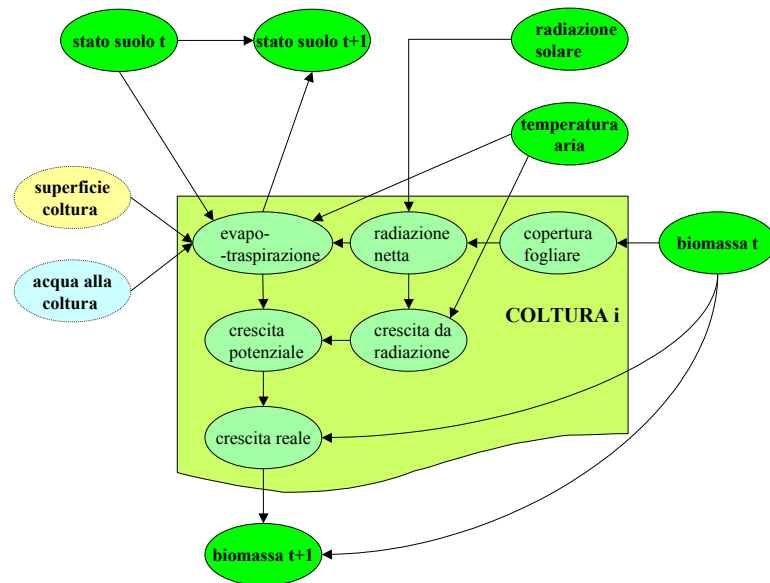 stato suolo t
stato suolo t+1
radiazione
solare
temperatura
aria
superficie
coltura
evapo-
-traspirazione
radiazione
netta
copertura
fogliare
biomassa t
acqua alla
coltura
COLTURA i
crescita
potenziale
crescita da
radiazione
crescita reale
biomassa t+1